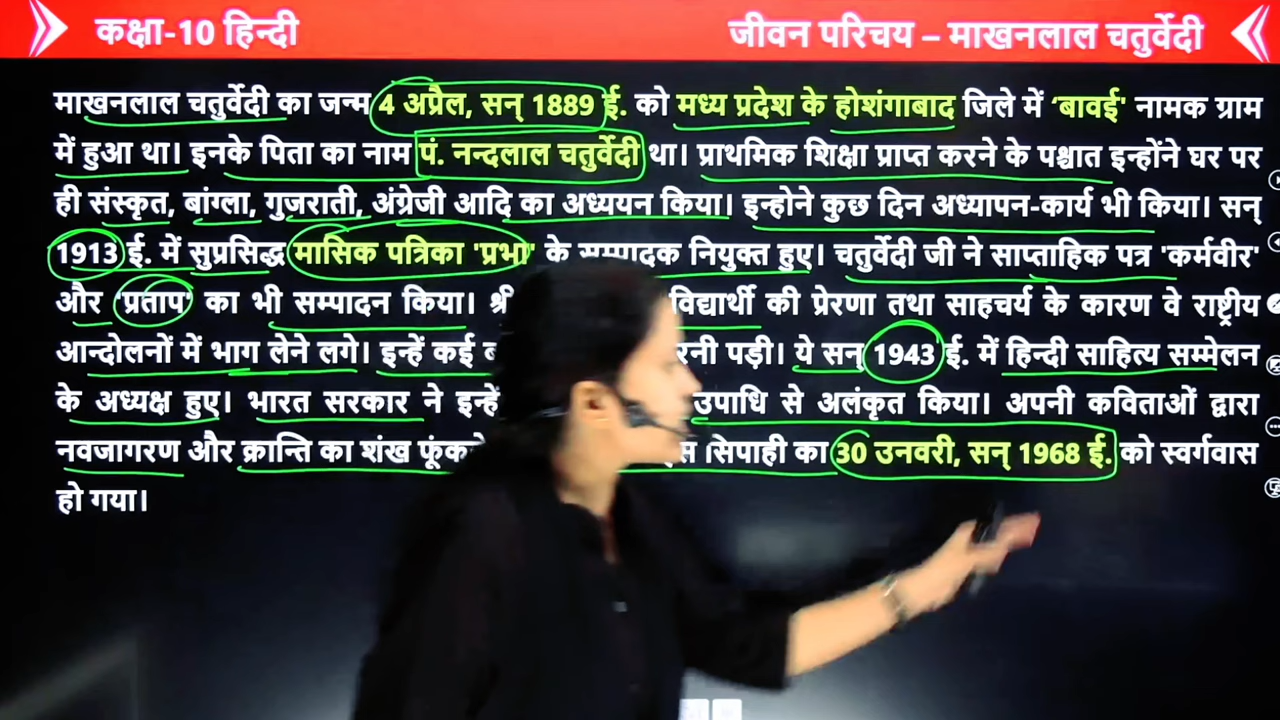 कक्षा-10 हिन्दी
जीवन परिचय – माखनलाल चतुर्वेदी
माखनलाल चतुर्वेदी का जन्म 4 अप्रैल, सन् 1889 ई. को मध्य प्रदेश के होशंगाबाद जिले में ‘बावई' नामक ग्राम
में हुआ था। इनके पिता का नाम पं. नन्दलाल चतुर्वेदी था। प्राथमिक शिक्षा प्राप्त करने के पश्चात इन्होंने घर पर
ही संस्कृत, बांग्ला, गुजराती, अंग्रेजी आदि का अध्ययन किया। इन्होने कुछ दिन अध्यापन-कार्य भी किया। सन्
1913 ई. में सुप्रसिद्ध मासिक पत्रिका 'प्रभा' के सम्पादक नियुक्त हुए। चतुर्वेदी जी ने साप्ताहिक पत्र 'कर्मवीर'
और 'प्रताप' का भी सम्पादन किया। विद्यार्थी की प्रेरणा तथा साहचर्य के कारण वे राष्ट्रीय
आन्दोलनों में भाग लेने लगे। इन्हें कई पड़ी। ये सन् 1943 ई. में हिन्दी साहित्य सम्मेलन
के अध्यक्ष हुए। भारत सरकार ने इन्हें उपाधि से अलंकृत किया। अपनी कविताओं द्वारा
नवजागरण और क्रान्ति का शंख सिपाही का 30 उनवरी, सन् 1968 ई. को स्वर्गवास
हो गया।